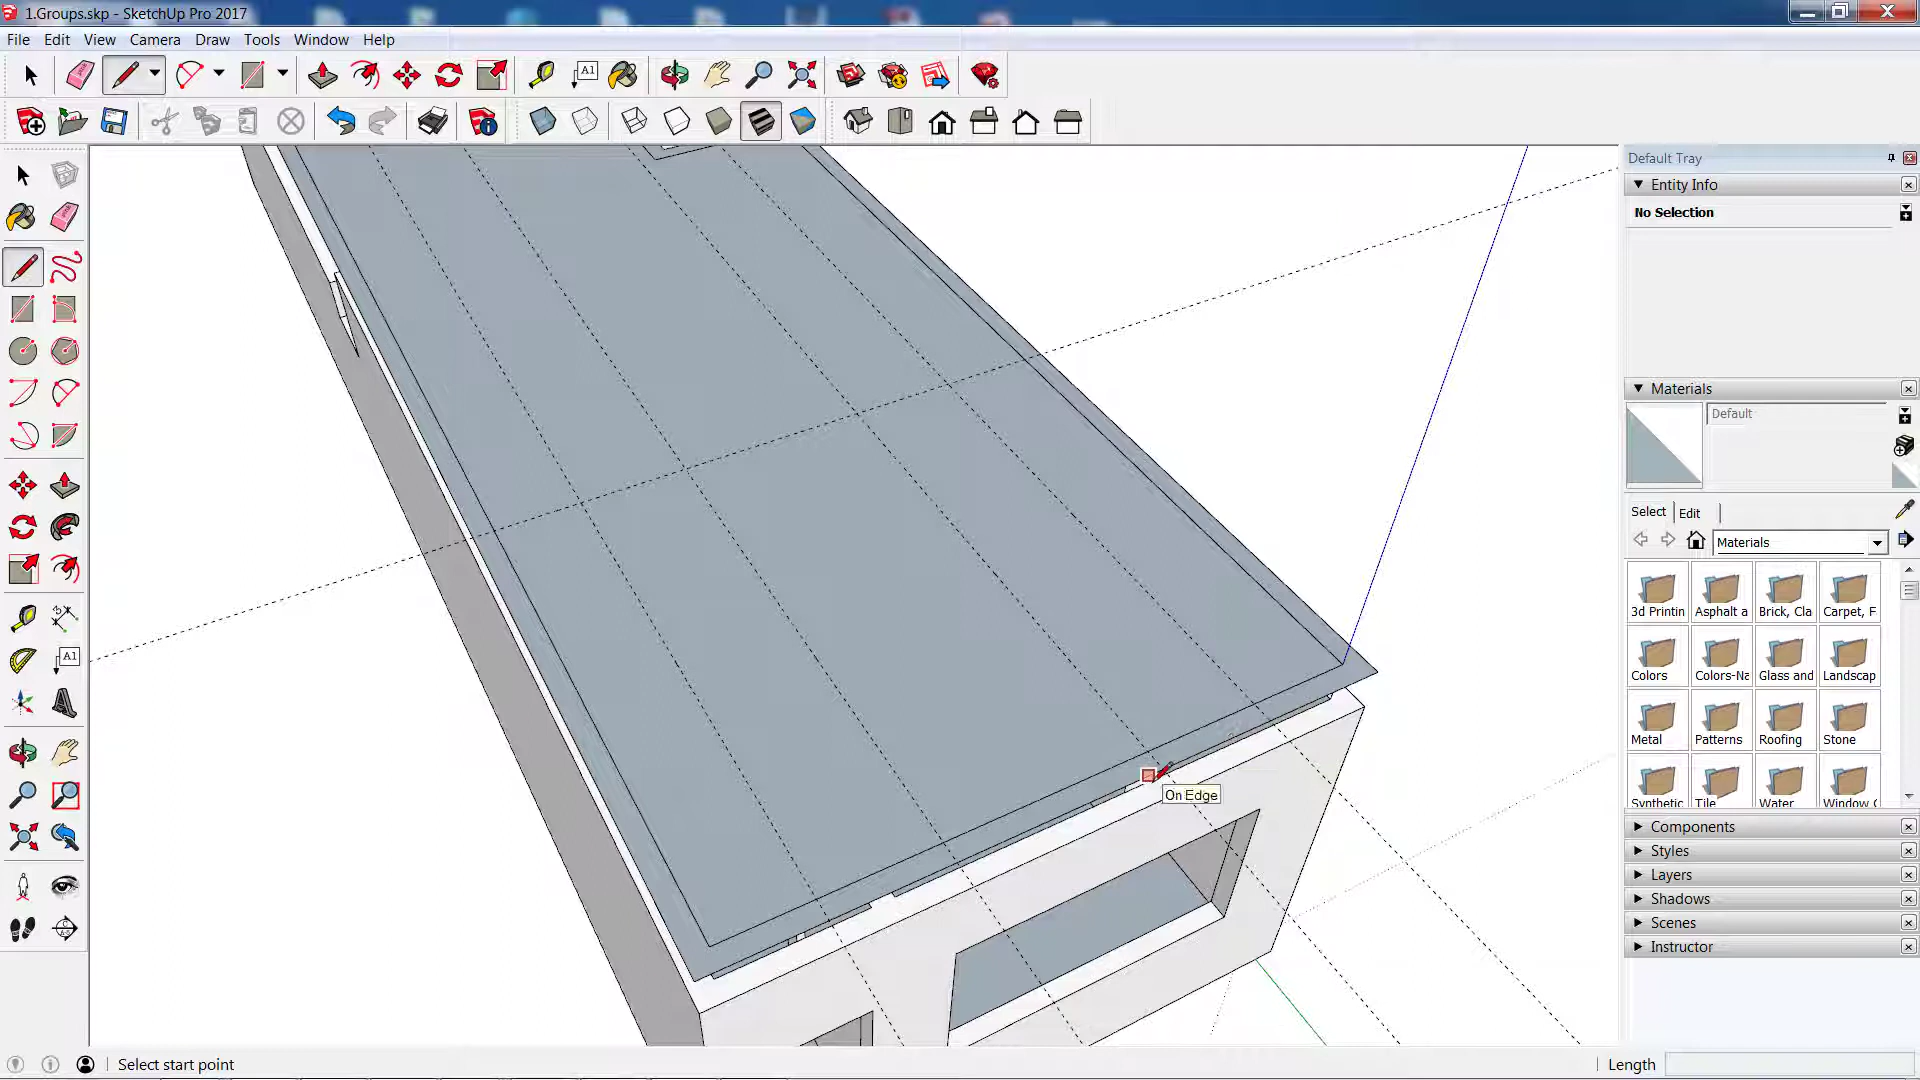 1.Groups.skp - SketchUp Pro 2017
File Edit View Camera Draw Tools Window Help
A1
Default Tray
Entity Info
No Selection
A1
Materials
Default
Select Edit
Materials
3d Printin Asphalt a Brick, Cla Carpet, F
Colors Colors-Na Glass and Landscap
Metal Patterns Roofing Stone
Synthetic Tile Water Window C
On Edge
Components
Styles
Layers
Shadows
Scenes
Instructor
Select start point
Length